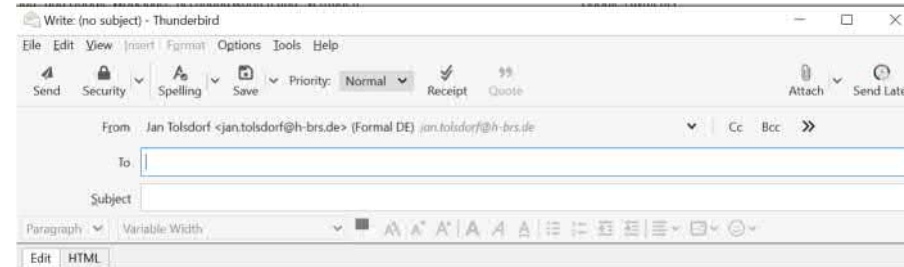 Write: (no subject) - Thunderbird
File Edit View Insert Format Options Tools Help
Send Security Spelling Save Priority: Normal Receipt Quote Attach Send Late
From Jan Tolsdorf <jan.tolsdorf@h-brs.de> (Formal DE) jan.tolsdorf@h-brs.de Cc Bcc
To
Subject
Paragraph Variable Width
Edit HTML